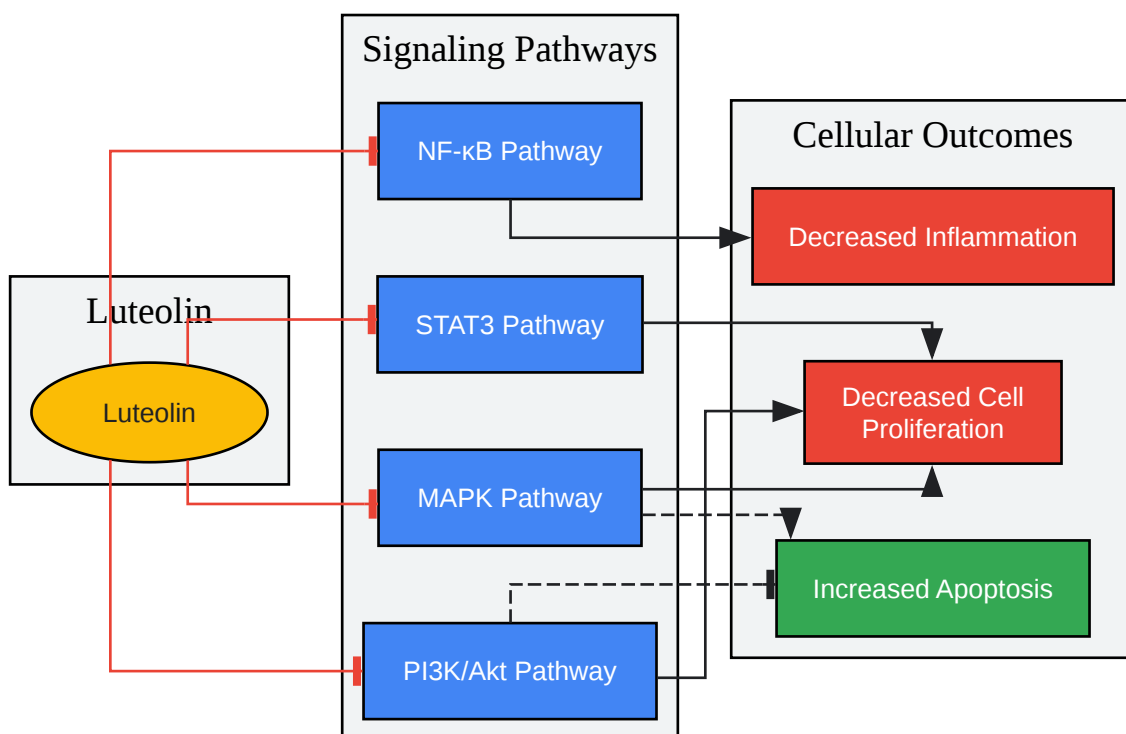 Signaling Pathways
NF-κB Pathway
STAT3 Pathway
MAPK Pathway
PI3K/Akt Pathway
Cellular Outcomes
Decreased Inflammation
Decreased Cell
Proliferation
Increased Apoptosis
Luteolin
Luteolin